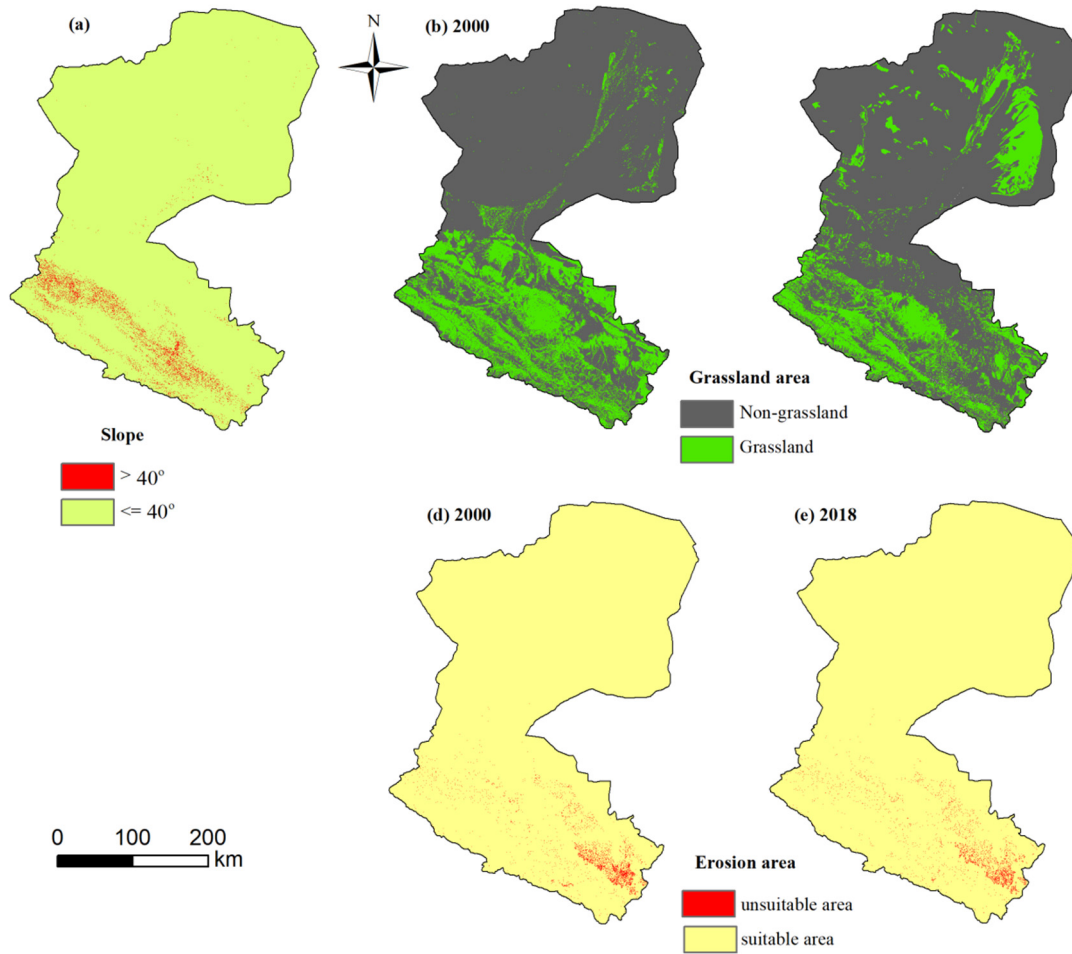 (a)
N
(b) 2000
Slope
> 40°
<= 40°
Grassland area
Non-grassland
Grassland
(d) 2000
(e) 2018
0 100 200
km
Erosion area
unsuitable area
suitable area